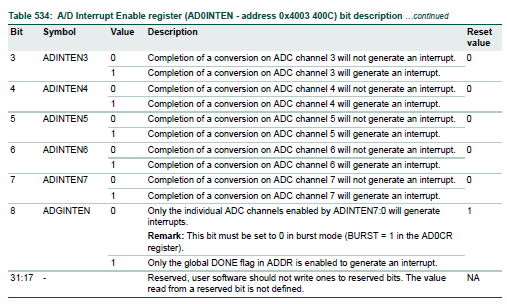 Table 534: A/D Interrupt Enable register (AD0INTEN - address 0x4003 400C) bit description ...continued
Bit Symbol Value Description Reset
value
3 ADINTEN3 0 Completion of a conversion on ADC channel 3 will not generate an interrupt. 0
1 Completion of a conversion on ADC channel 3 will generate an interrupt.
4 ADINTEN4 0 Completion of a conversion on ADC channel 4 will not generate an interrupt. 0
1 Completion of a conversion on ADC channel 4 will generate an interrupt.
5 ADINTEN5 0 Completion of a conversion on ADC channel 5 will not generate an interrupt. 0
1 Completion of a conversion on ADC channel 5 will generate an interrupt.
6 ADINTEN6 0 Completion of a conversion on ADC channel 6 will not generate an interrupt. 0
1 Completion of a conversion on ADC channel 6 will generate an interrupt.
7 ADINTEN7 0 Completion of a conversion on ADC channel 7 will not generate an interrupt. 0
1 Completion of a conversion on ADC channel 7 will generate an interrupt.
8 ADGINTEN 0 Only the individual ADC channels enabled by ADINTEN7:0 will generate 1
interrupts.
Remark: This bit must be set to 0 in burst mode (BURST = 1 in the AD0CR
register).
1 Only the global DONE flag in ADDR is enabled to generate an interrupt.
31:17 - Reserved, user software should not write ones to reserved bits. The value NA
read from a reserved bit is not defined.